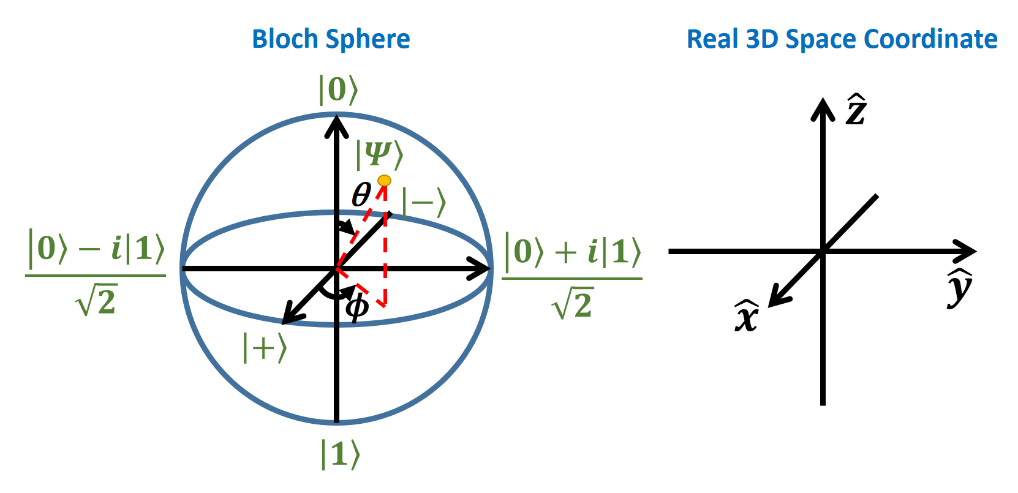 Bloch Sphere
Real 3D Space Coordinate
|0⟩
|Ψ⟩
θ
|−⟩
|0⟩ − i|1⟩
√2
|0⟩ + i|1⟩
√2
ϕ
|+⟩
|1⟩
ẑ
ŷ
x̂